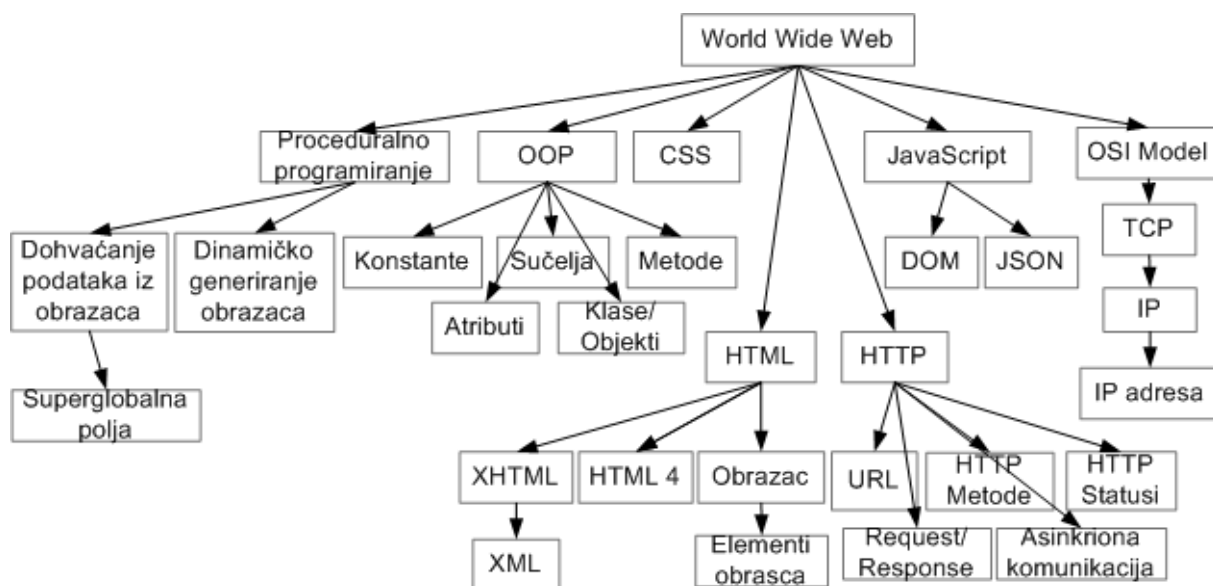 World Wide Web
Proceduralno
programiranje
OOP
CSS
JavaScript
OSI Model
Dohvaćanje
podataka iz
obrazaca
Dinamičko
generiranje
obrazaca
Konstante
Sučelja
Metode
DOM
JSON
TCP
Atributi
Klase/
Objekti
IP
HTML
HTTP
IP adresa
Superglobalna
polja
XHTML
HTML 4
Obrazac
URL
HTTP
Metode
HTTP
Statusi
XML
Elementi
obrasca
Request/
Response
Asinkriona
komunikacija